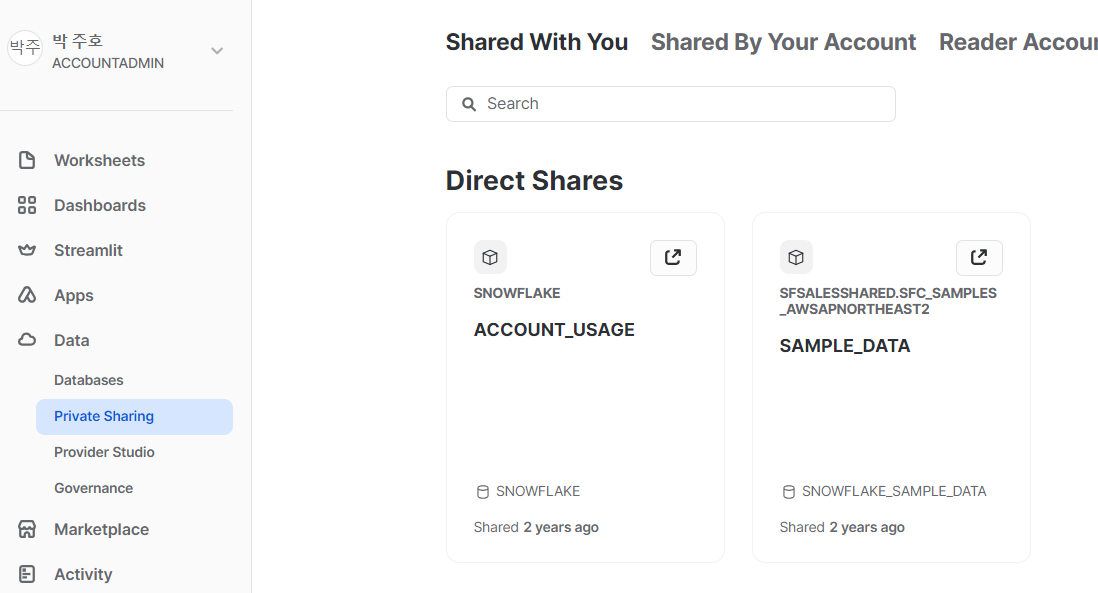 박주
박 주호
ACCOUNTADMIN
Worksheets
Dashboards
Streamlit
Apps
Data
Databases
Private Sharing
Provider Studio
Governance
Marketplace
Activity
Shared With You Shared By Your Account Reader Accou
Search
Direct Shares
SNOWFLAKE
ACCOUNT_USAGE
SNOWFLAKE
Shared 2 years ago
SFSALESSHARED.SFC_SAMPLES
_AWSAPNORTHEAST2
SAMPLE_DATA
SNOWFLAKE_SAMPLE_DATA
Shared 2 years ago